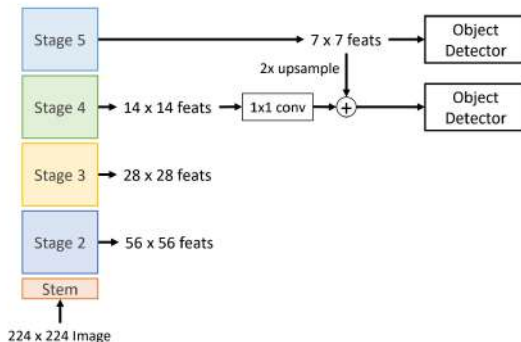 Stage 5
7 x 7 feats
Object
Detector
2x upsample
Stage 4
14 x 14 feats
1x1 conv
+
Object
Detector
Stage 3
28 x 28 feats
Stage 2
56 x 56 feats
Stem
224 x 224 Image